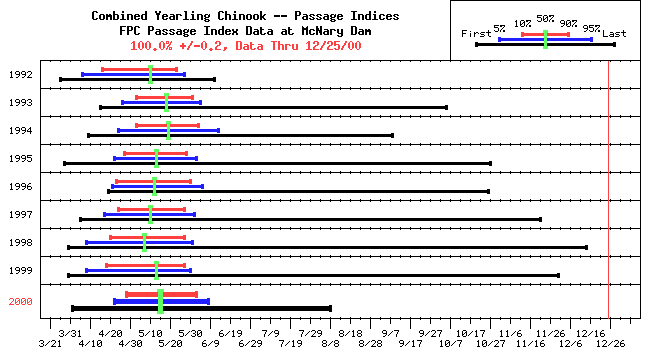 Combined Yearling Chinook -- Passage Indices
FPC Passage Index Data at McNary Dam
100.0% +/-0.2, Data Thru 12/25/00
50%
10% 90%
5% 95%
First Last
1992
1993
1994
1995
1996
1997
1998
1999
2000
3/31 4/20 5/10 5/30 6/19 7/9 7/29 8/18 9/7 9/27 10/17 11/6 11/26 12/16
3/21 4/10 4/30 5/20 6/9 6/29 7/19 8/8 8/28 9/17 10/7 10/27 11/16 12/6 12/26